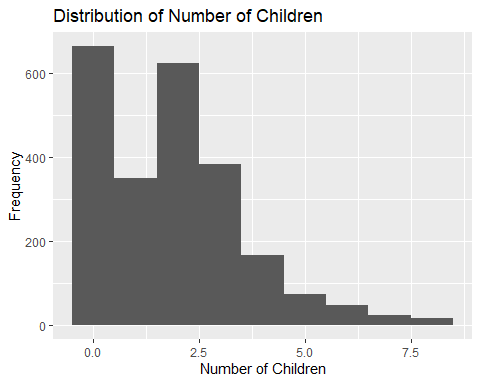 Distribution of Number of Children
Frequency
600
400
200
0
0.0 2.5 5.0 7.5
Number of Children